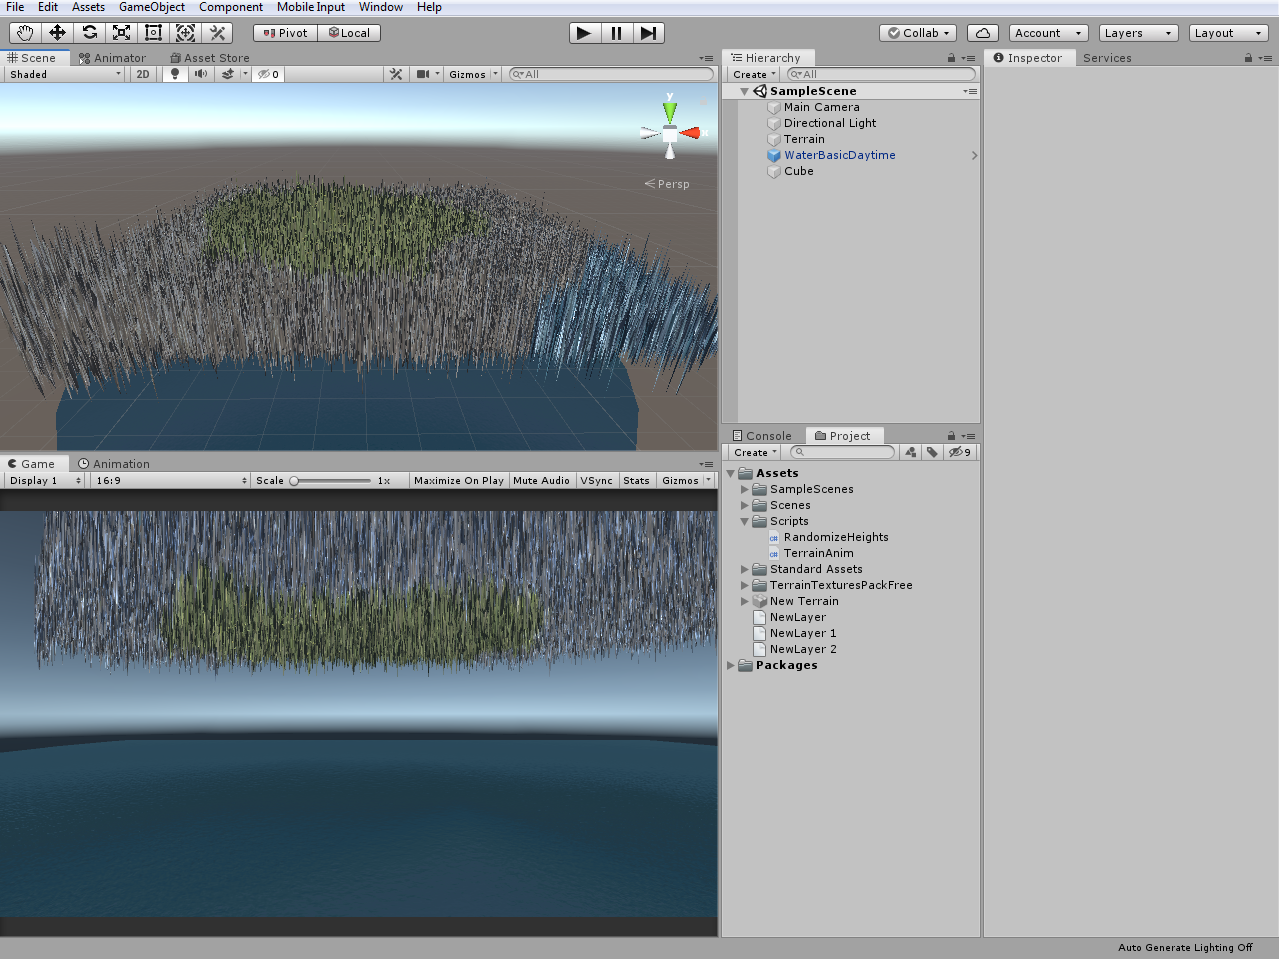 File Edit Assets GameObject Component Mobile Input Window Help
Pivot Local Collab Account Layers Layout
Scene Animator Asset Store
Shaded 2D 0 Gizmos All
y
x
Persp
Hierarchy
Create All
SampleScene
Main Camera
Directional Light
Terrain
WaterBasicDaytime
Cube
Inspector Services
Game Animation
Display 1 16:9 Scale 1x Maximize On Play Mute Audio VSync Stats Gizmos
Console Project
Create 9
Assets
SampleScenes
Scenes
Scripts
RandomizeHeights
TerrainAnim
Standard Assets
TerrainTexturesPackFree
New Terrain
NewLayer
NewLayer 1
NewLayer 2
Packages
Auto Generate Lighting Off